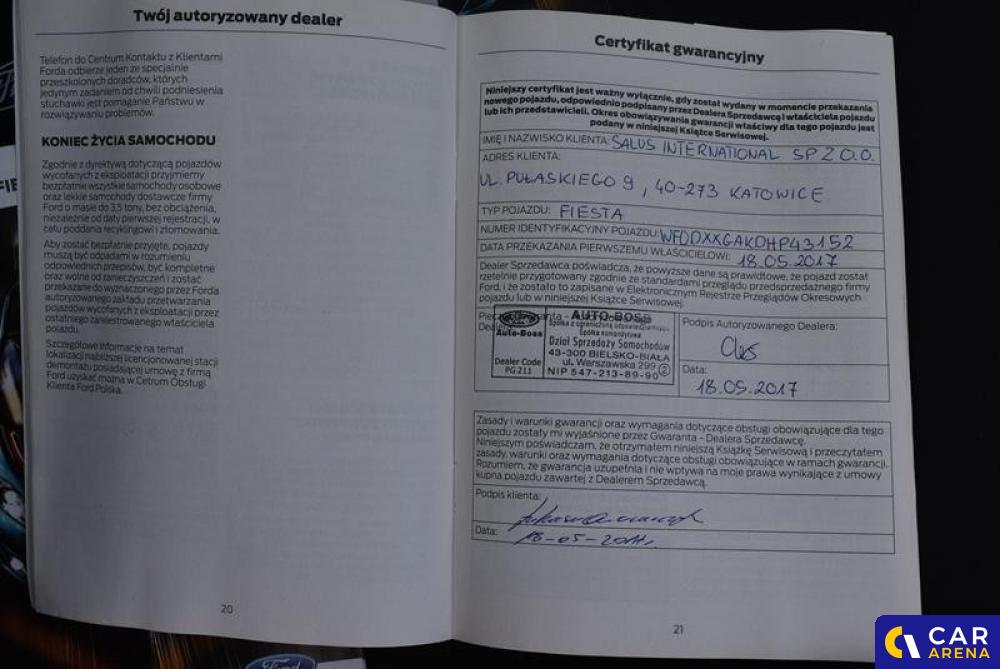 Twój autoryzowany dealer
Telefon do Centrum Kontaktu z Klientami
Forda odbierze jeden ze specjalnie
przeszkolonych doradców, których
jedynym zadaniem od chwili podniesienia
słuchawki jest pomaganie Państwu w
rozwiązywaniu problemów.
KONIEC ŻYCIA SAMOCHODU
Zgodnie z dyrektywą dotyczącą pojazdów
wycofanych z eksploatacji przyjmiemy
bezpłatnie wszystkie samochody osobowe
oraz lekkie samochody dostawcze firmy
Ford o masie do 3,5 tony, bez obciążenia,
niezależnie od daty pierwszej rejestracji, w
celu poddania recyklingowi i złomowania.
Aby zostać bezpłatnie przyjęte, pojazdy
muszą być odpadami w rozumieniu
odpowiednich przepisów, być kompletne
oraz wolne od zanieczyszczeń i zostać
przekazane do wyznaczonego przez Forda
autoryzowanego zakładu przetwarzania
pojazdów wycofanych z eksploatacji przez
ostatniego zarejestrowanego właściciela
pojazdu.
Szczegółowe informacje na temat
lokalizacji najbliższej licencjonowanej stacji
demontażu posiadającej umowę z firmą
Ford uzyskać można w Cetrum Obsługi
Klienta Ford Polska.
20
Certyfikat gwarancyjny
Niniejszy certyfikat jest ważny wyłącznie, gdy został wydany w momencie przekazania
nowego pojazdu, odpowiednio podpisany przez Dealera Sprzedawcę i właściciela pojazdu
lub ich przedstawicieli. Okres obowiązywania gwarancji właściwy dla tego pojazdu jest
podany w niniejszej Książce Serwisowej.
IMIĘ I NAZWISKO KLIENTA: SALUS INTERNATIONAL SP Z O.O.
ADRES KLIENTA:
UL. PUŁASKIEGO 9, 40-273 KATOWICE
TYP POJAZDU: FIESTA
NUMER IDENTYFIKACYJNY POJAZDU: WF0DXXGAKDHP43152
DATA PRZEKAZANIA PIERWSZEMU WŁAŚCICIELOWI: 18.05.2017
Dealer Sprzedawca poświadcza, że powyższe dane są prawidłowe, że pojazd został
rzetelnie przygotowany zgodnie ze standardami przeglądu przedsprzedażnego firmy
Ford, i że zostało to zapisane w Elektronicznym Rejestrze Przeglądów Okresowych
pojazdu lub w niniejszej Książce Serwisowej.
Ford
Auto-Boss
Dealer Code
PG 211
AUTO-BOSS
Spółka z ograniczoną odpowiedzialnością
Spółka komandytowa
Dział Sprzedaży Samochodów
43-300 BIELSKO-BIAŁA
ul. Warszawska 299 2
NIP 547-213-89-90
Podpis Autoryzowanego Dealera:
Data:
18.05.2017
Zasady i warunki gwarancji oraz wymagania dotyczące obsługi obowiązujące dla tego
pojazdu zostały mi wyjaśnione przez Gwaranta - Dealera Sprzedawcę.
Niniejszym poświadczam, że otrzymałem niniejszą Książkę Serwisową i przeczytałem
zasady, warunki oraz wymagania dotyczące obsługi obowiązujące w ramach gwarancji.
Rozumiem, że gwarancja uzupełnia i nie wpływa na moje prawa wynikające z umowy
kupna pojazdu zawartej z Dealerem Sprzedawcą.
Podpis klienta:
Data: 18-05-2017r.
21
CAR
ARENA